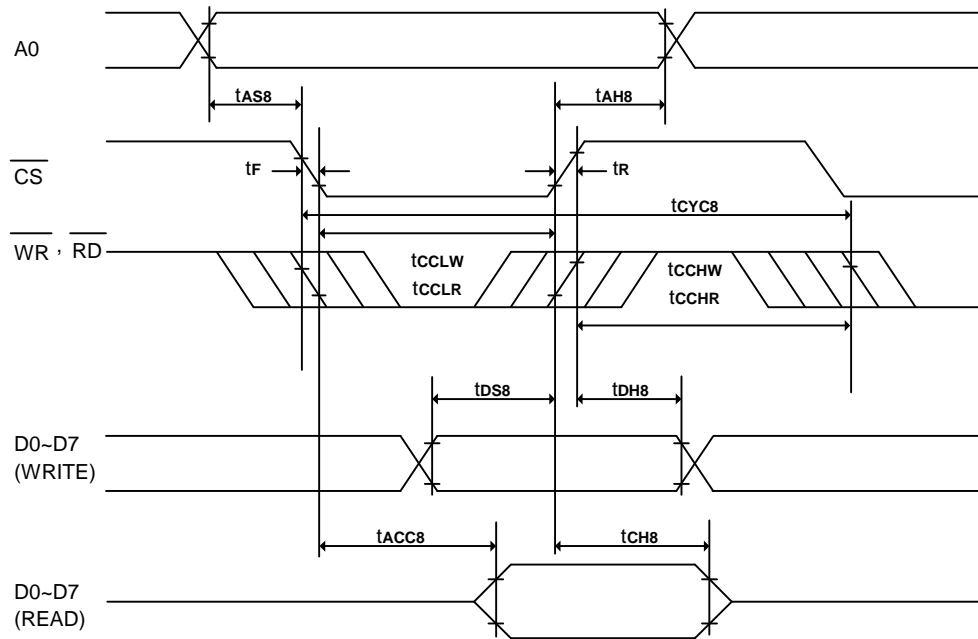 A0
tAS8
tAH8
CS
tF
tR
tCYC8
WR , RD
tCCLW
tCCLR
tCCHW
tCCHR
tDS8
tDH8
D0~D7
(WRITE)
tACC8
tCH8
D0~D7
(READ)